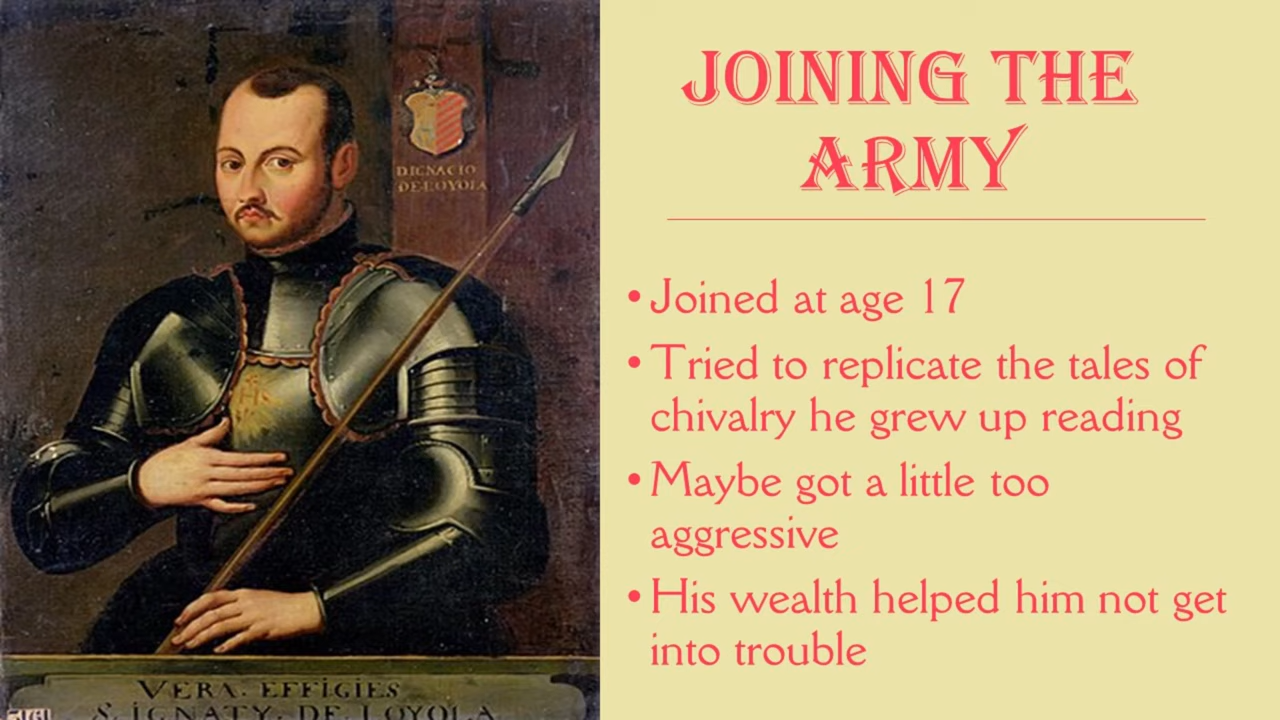 D.IGNACIO
DE·LOYOLA
VERA. EFFIGIES
S. IGNATY. DE. LOYOLA
JOINING THE
ARMY
• Joined at age 17
• Tried to replicate the tales of
chivalry he grew up reading
• Maybe got a little too
aggressive
• His wealth helped him not get
into trouble